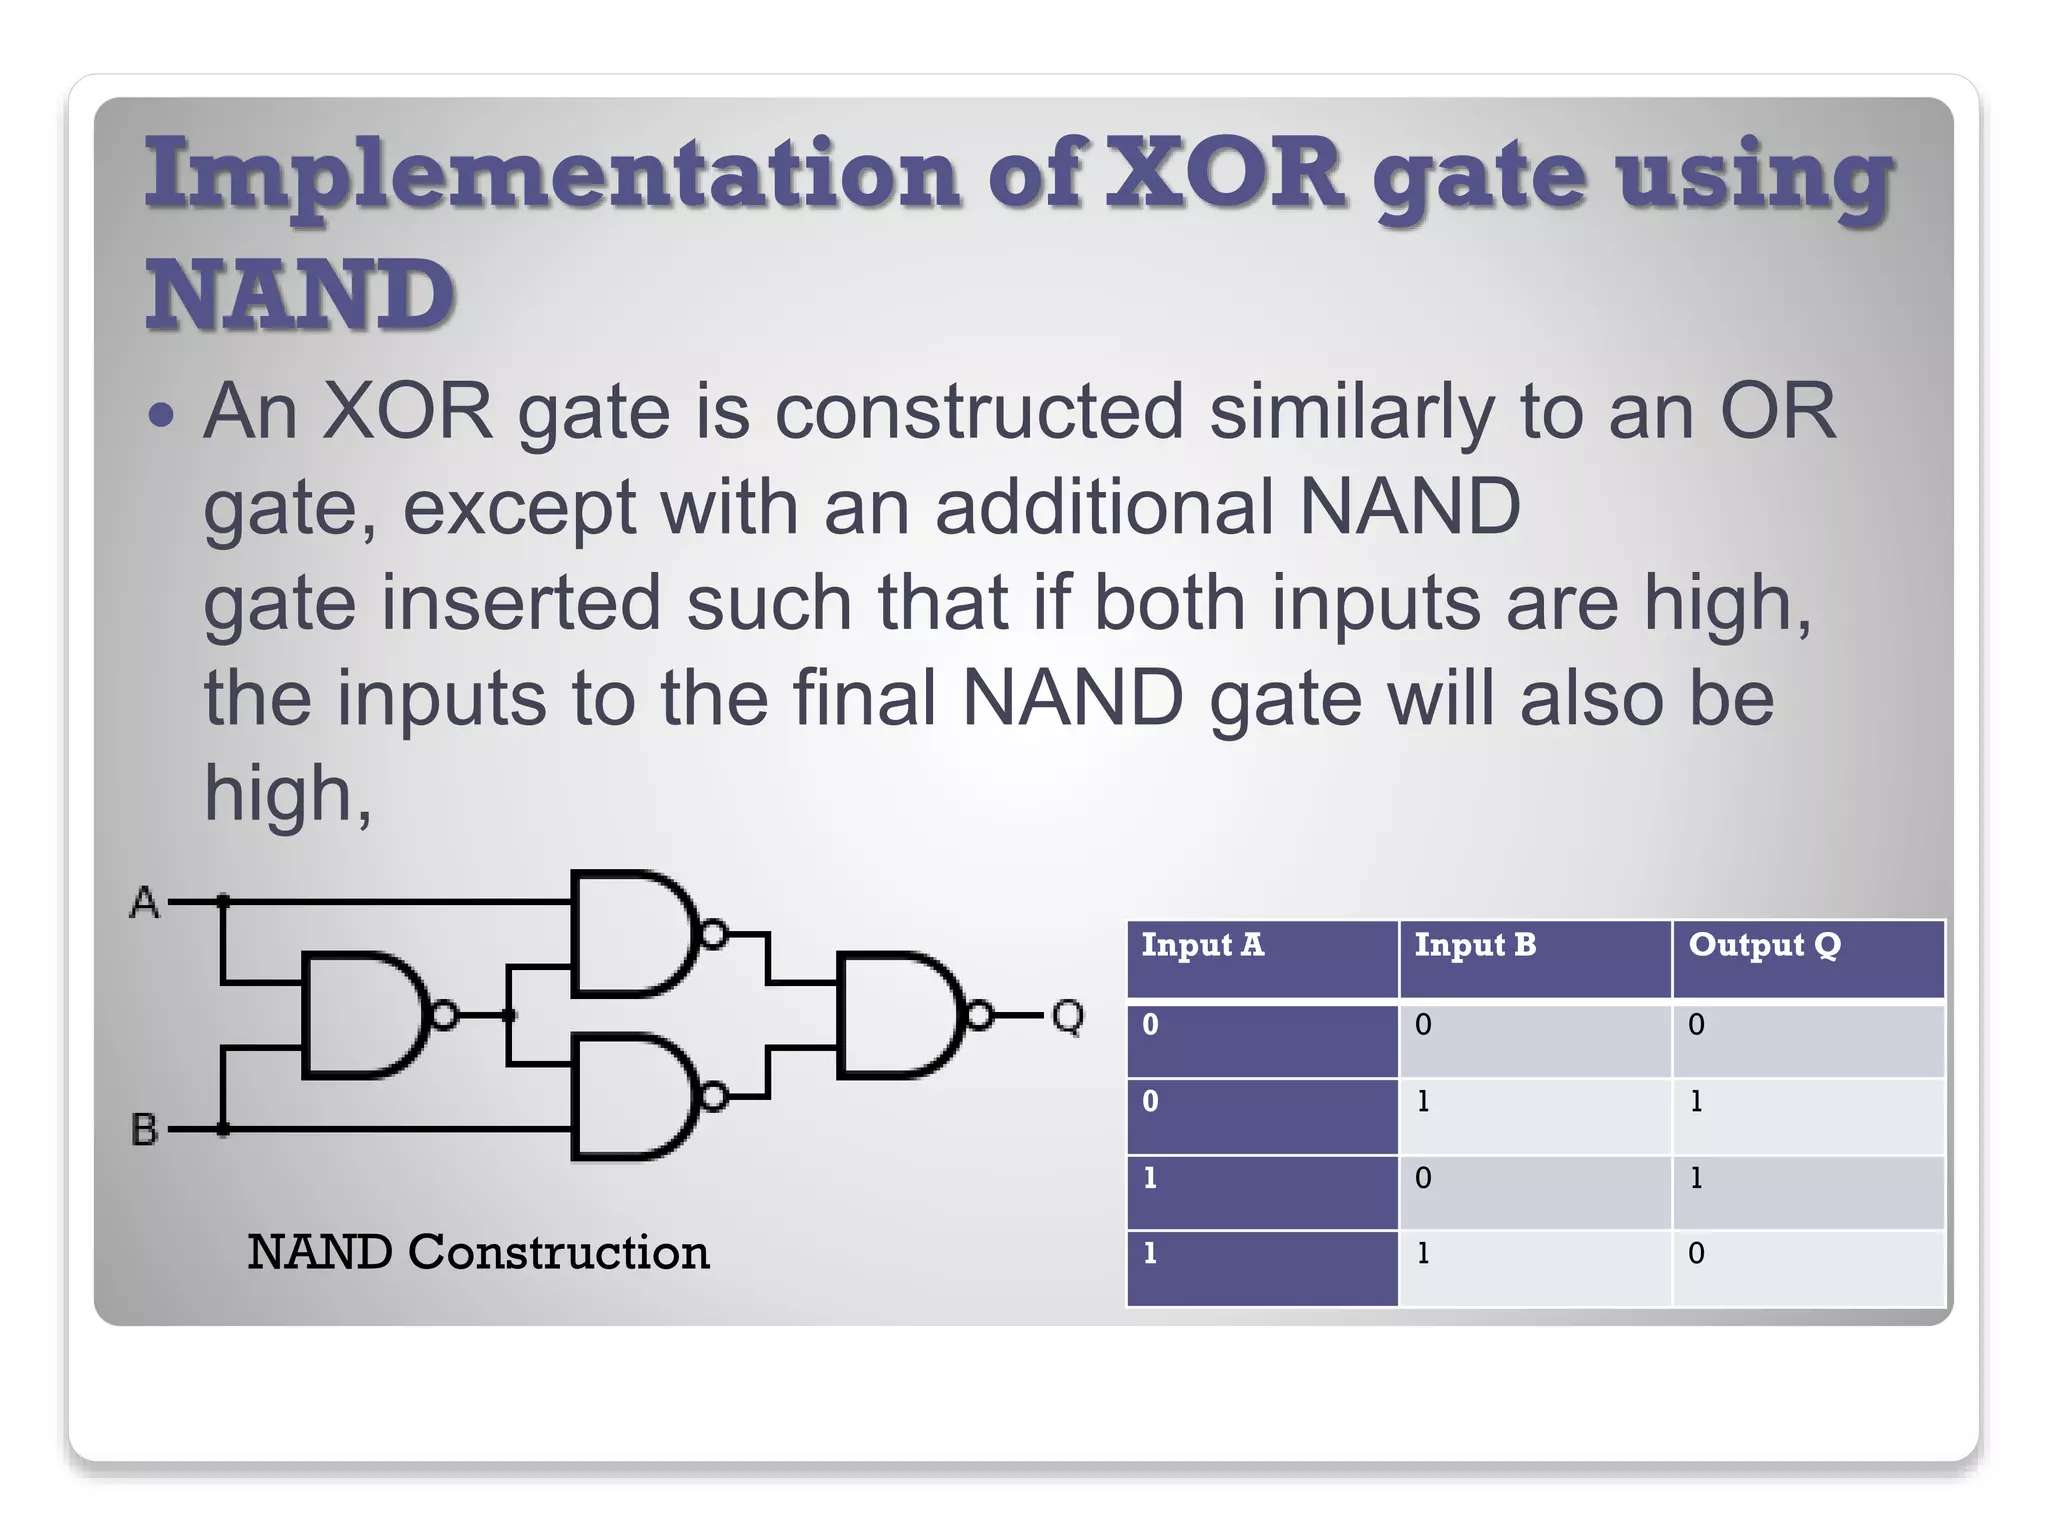 Implementation of XOR gate using
NAND
• An XOR gate is constructed similarly to an OR
gate, except with an additional NAND
gate inserted such that if both inputs are high,
the inputs to the final NAND gate will also be
high,
A
B
Q
NAND Construction
Input A Input B Output Q
0 0 0
0 1 1
1 0 1
1 1 0